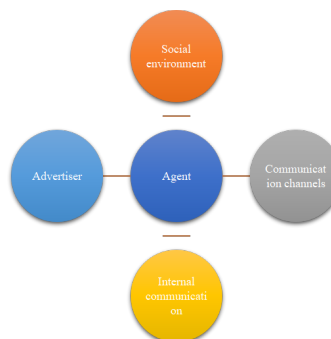 Social
environment
Advertiser
Agent
Communicat
ion channels
Internal
communicati
on